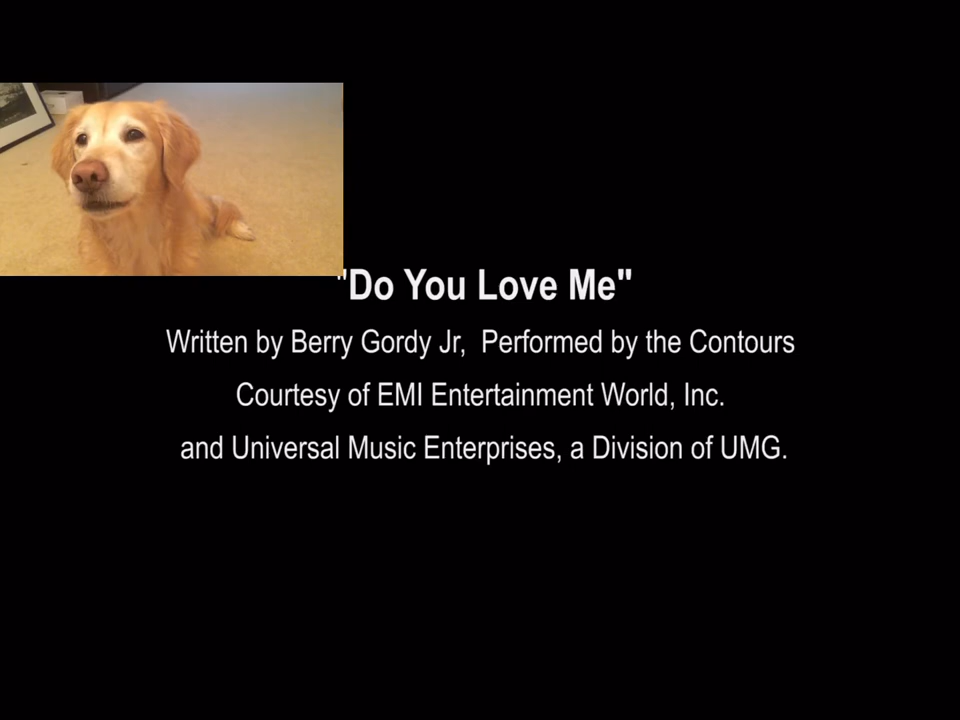 "Do You Love Me"
Written by Berry Gordy Jr,  Performed by the Contours
Courtesy of EMI Entertainment World, Inc.
and Universal Music Enterprises, a Division of UMG.